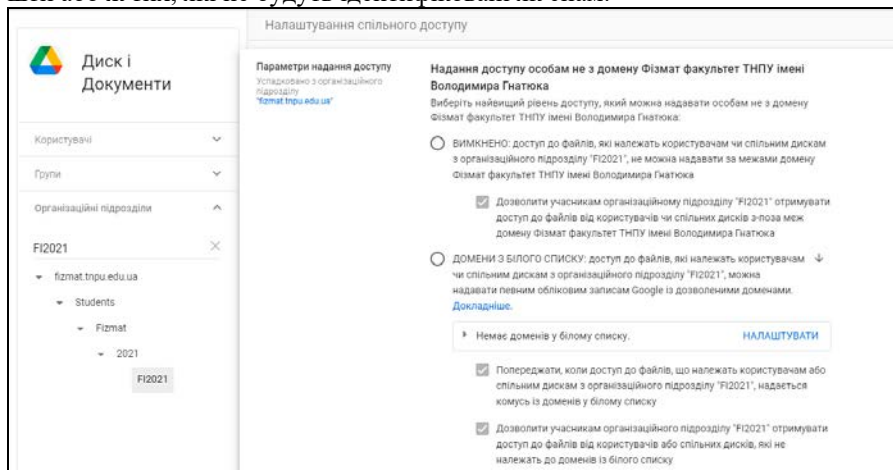 Налаштування спільного доступу
Диск і
Документи
Користувачі
Групи
Організаційні підрозділи
FI2021
fizmat.tnpu.edu.ua
Students
Fizmat
2021
FI2021
Параметри надання доступу
Успадковано з організаційного
підрозділу
"fizmat.tnpu.edu.ua"
Надання доступу особам не з домену Фізмат факультет ТНПУ імені
Володимира Гнатюка
Виберіть найвищий рівень доступу, який можна надавати особам не з домену
Фізмат факультет ТНПУ імені Володимира Гнатюка:
ВИМКНЕНО: доступ до файлів, які належать користувачам чи спільним дискам
з організаційного підрозділу "FI2021", не можна надавати за межами домену
Фізмат факультет ТНПУ імені Володимира Гнатюка
Дозволити учасникам організаційному підрозділу "FI2021" отримувати
доступ до файлів від користувачів чи спільних дисків з-поза меж
домену Фізмат факультет ТНПУ імені Володимира Гнатюка
ДОМЕНИ З БІЛОГО СПИСКУ: доступ до файлів, які належать користувачам
чи спільним дискам з організаційного підрозділу "FI2021", можна
надавати певним обліковим записам Google із дозволеними доменами.
Докладніше.
Немає доменів у білому списку. НАЛАШТУВАТИ
Попереджати, коли доступ до файлів, що належать користувачам або
спільним дискам з організаційного підрозділу "FI2021", надається
комусь із доменів у білому списку
Дозволити учасникам організаційного підрозділу "FI2021" отримувати
доступ до файлів від користувачів або спільних дисків, які не
належать до доменів із білого списку